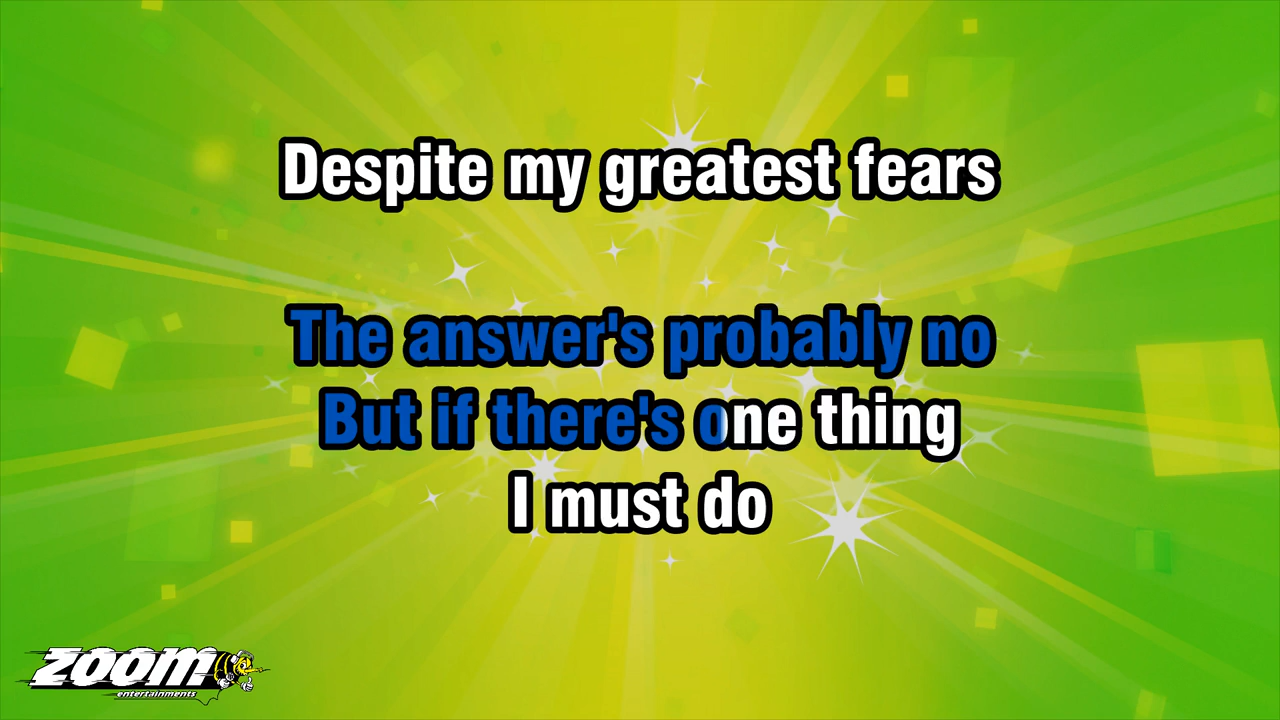 Despite my greatest fears
The answer's probably no
But if there's one thing
I must do
zoom
entertainments